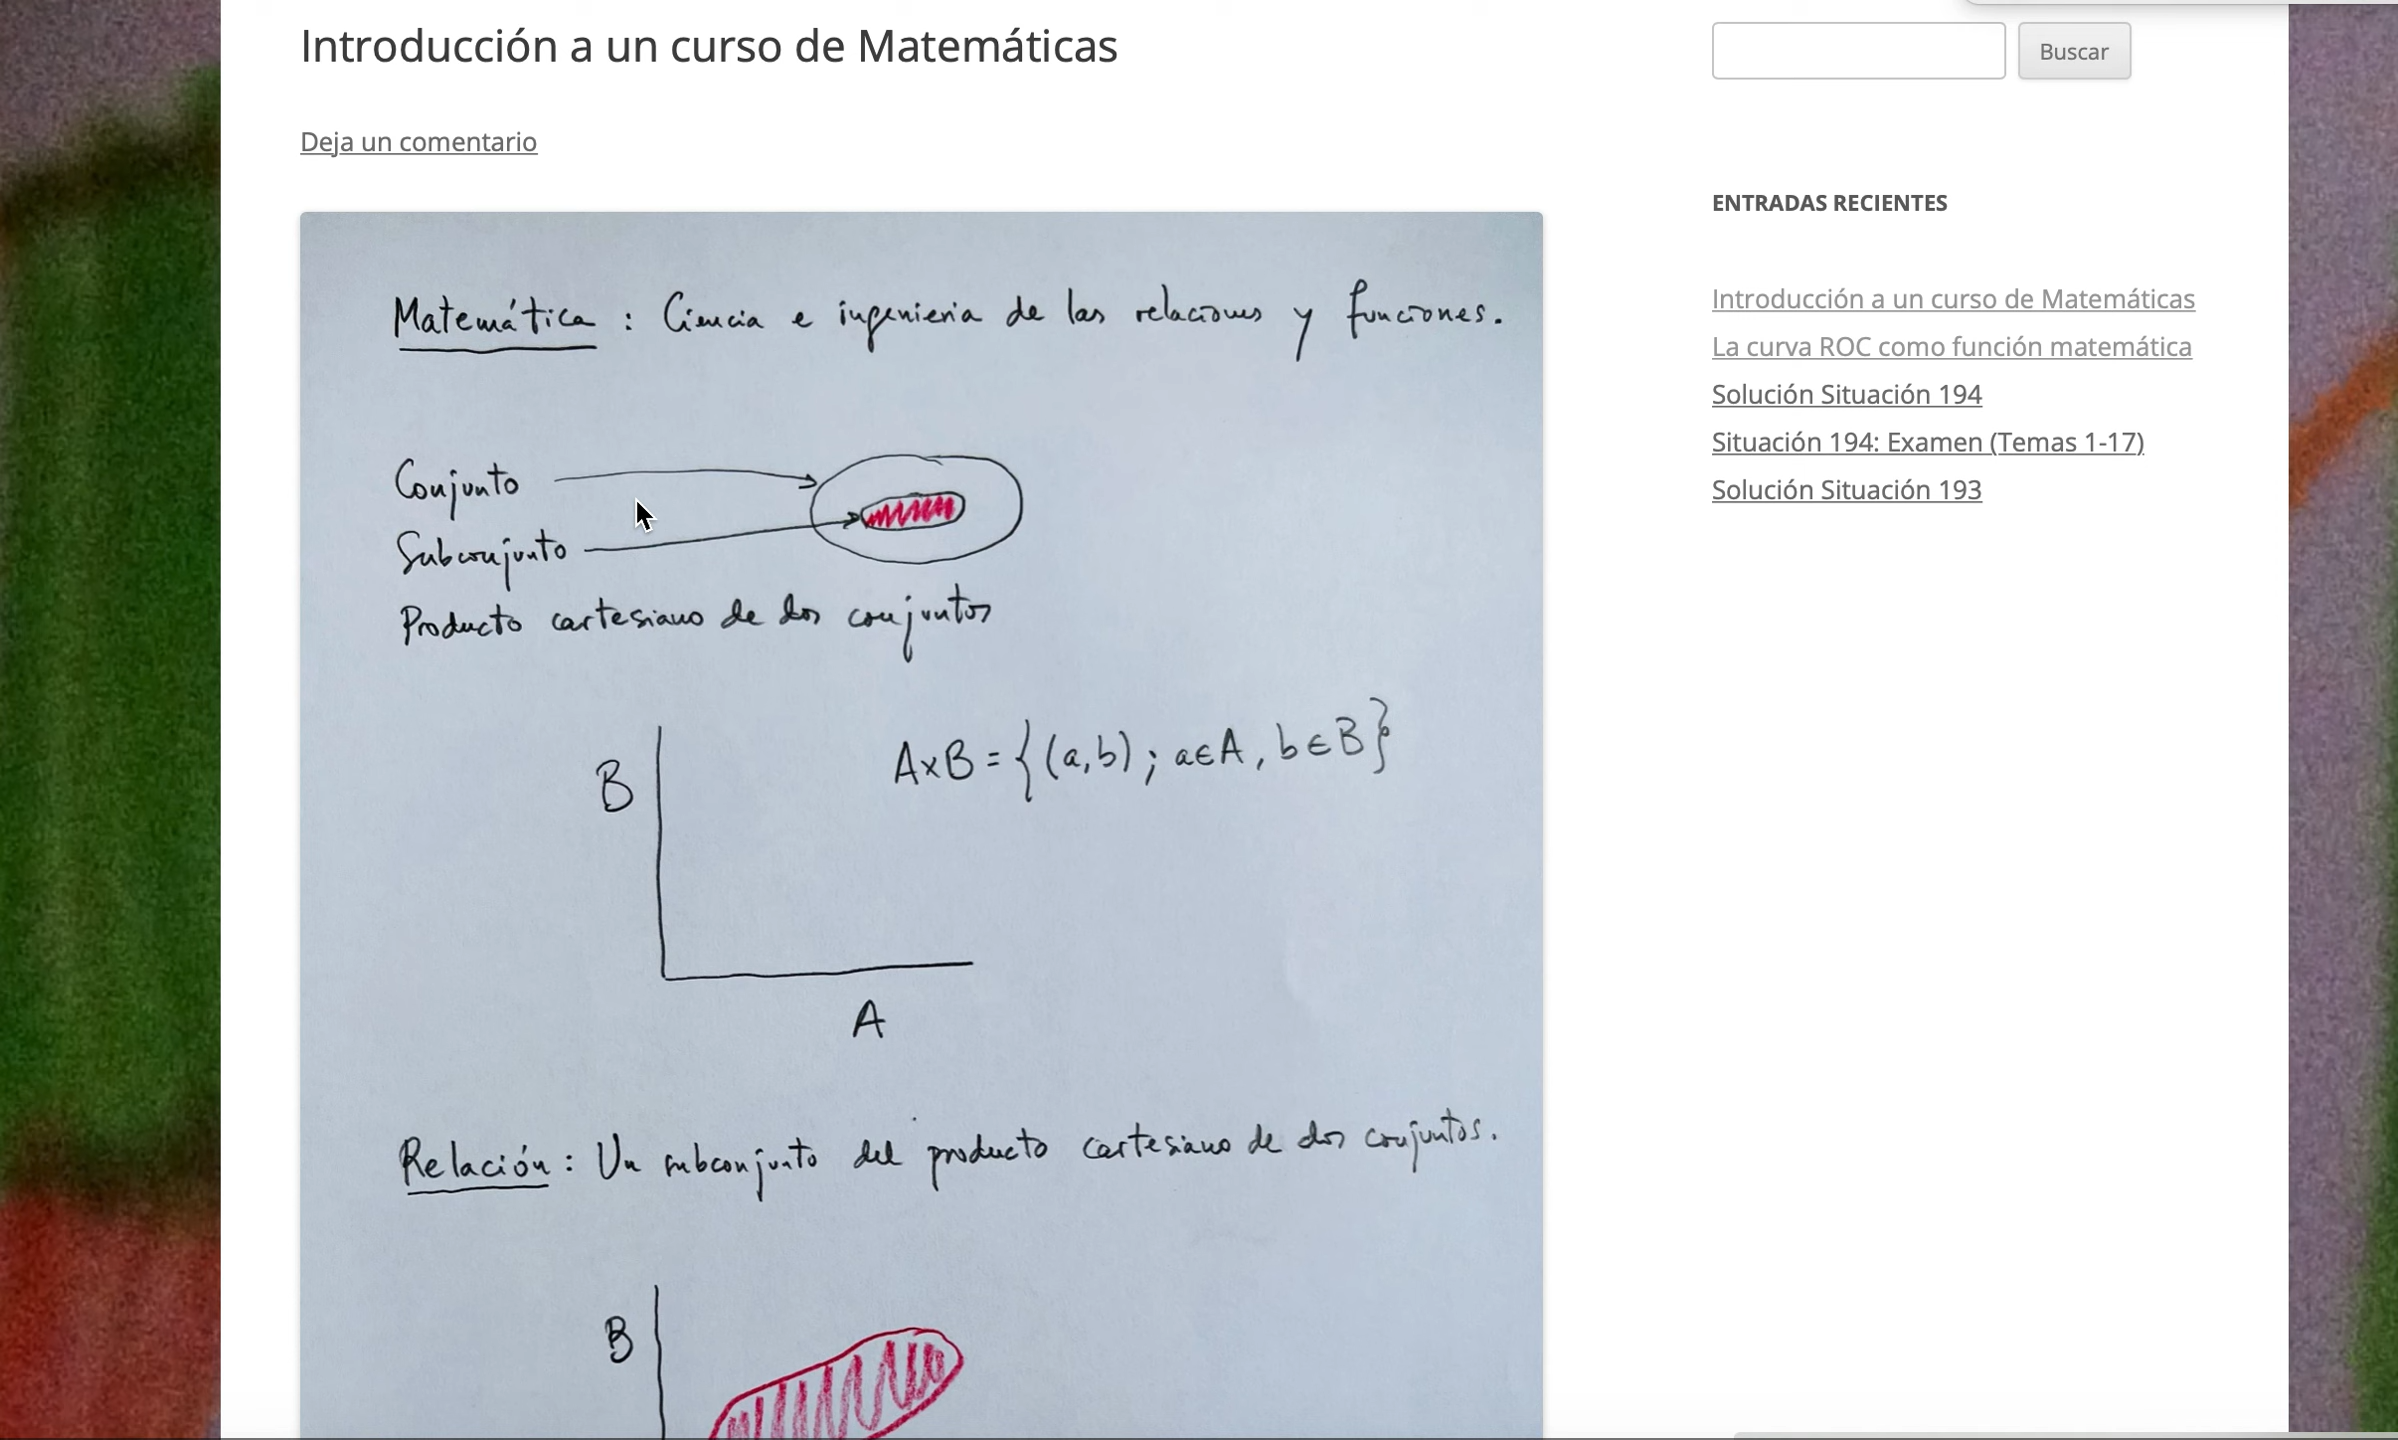 Introducción a un curso de Matemáticas
Deja un comentario
Matemática : Ciencia e ingenieria de las relaciones y funciones.
Conjunto
Subconjunto
Producto cartesiano de dos conjuntos
B
A×B = {(a,b) ; a∈A , b∈B}
A
Relación : Un subconjunto del producto cartesiano de dos conjuntos.
B
Buscar
ENTRADAS RECIENTES
Introducción a un curso de Matemáticas
La curva ROC como función matemática
Solución Situación 194
Situación 194: Examen (Temas 1-17)
Solución Situación 193